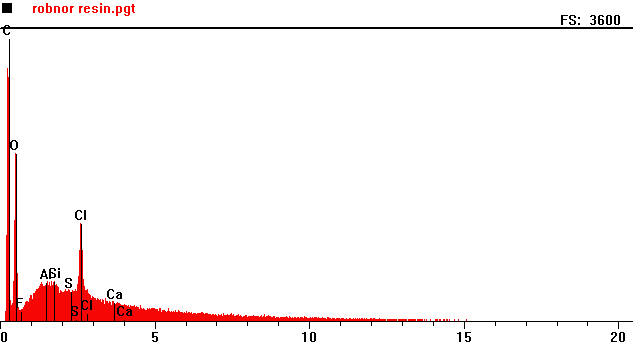 robnor resin.pgt
FS: 3600
C
O
Cl
Al Si
S
F
Ca
S Cl
Ca
0 5 10 15 20